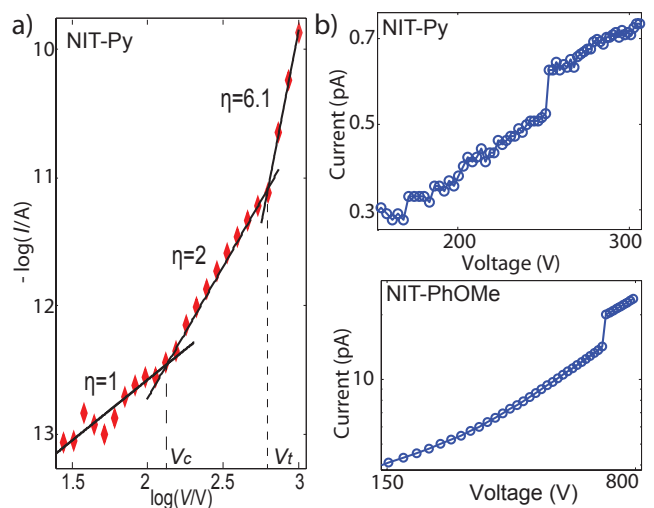 a)
NIT-Py
η=6.1
η=2
η=1
Vc
Vt
-log(I/A)
10
11
12
13
1.5
2
2.5
3
log(V/V)
b)
NIT-Py
Current (pA)
0.7
0.5
0.3
200
300
Voltage (V)
NIT-PhOMe
Current (pA)
10
150
800
Voltage (V)